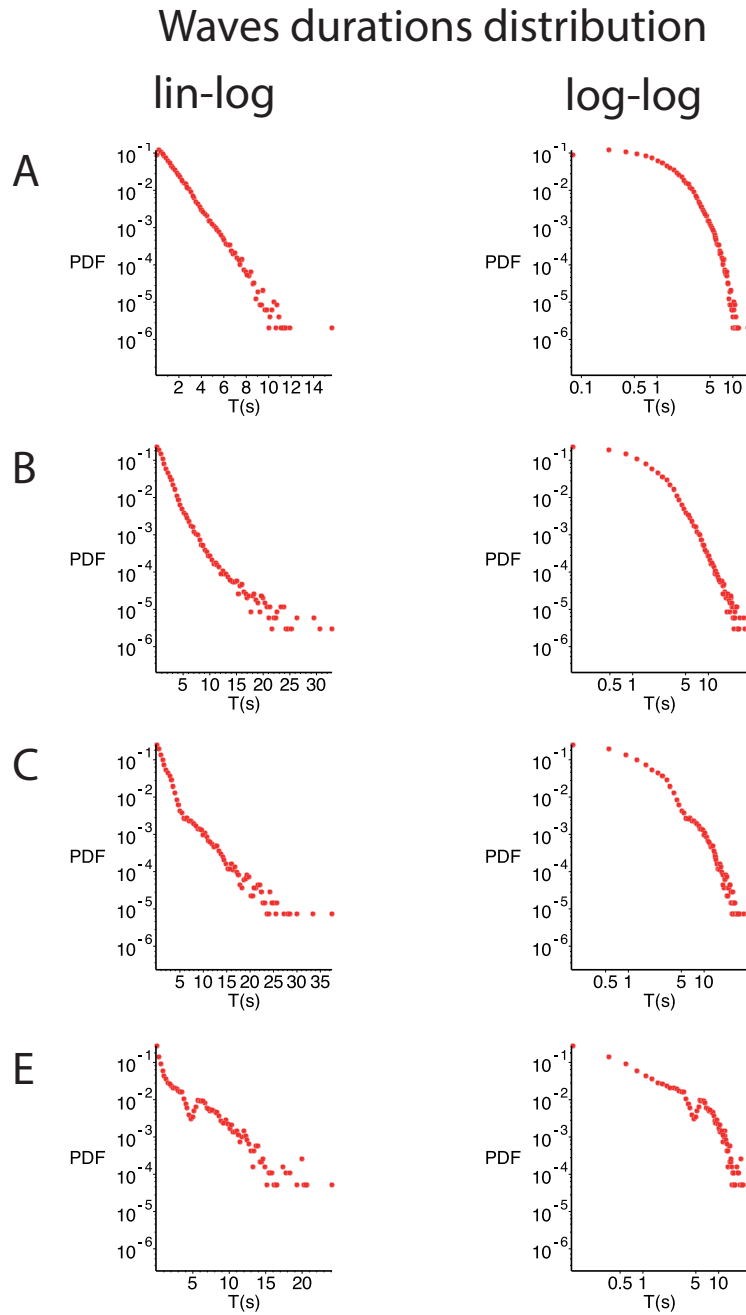 Waves durations distribution
lin-log log-log
A
10^-1 10^-1
10^-2 10^-2
10^-3 10^-3
PDF PDF
10^-4 10^-4
10^-5 10^-5
10^-6 10^-6
2 4 6 8 10 12 14 0.1 0.5 1 5 10
T(s) T(s)
B
10^-1 10^-1
10^-2 10^-2
10^-3 10^-3
PDF PDF
10^-4 10^-4
10^-5 10^-5
10^-6 10^-6
5 10 15 20 25 30 0.5 1 5 10
T(s) T(s)
C
10^-1 10^-1
10^-2 10^-2
10^-3 10^-3
PDF PDF
10^-4 10^-4
10^-5 10^-5
10^-6 10^-6
5 10 15 20 25 30 35 0.5 1 5 10
T(s) T(s)
E
10^-1 10^-1
10^-2 10^-2
10^-3 10^-3
PDF PDF
10^-4 10^-4
10^-5 10^-5
10^-6 10^-6
5 10 15 20 0.5 1 5 10
T(s) T(s)